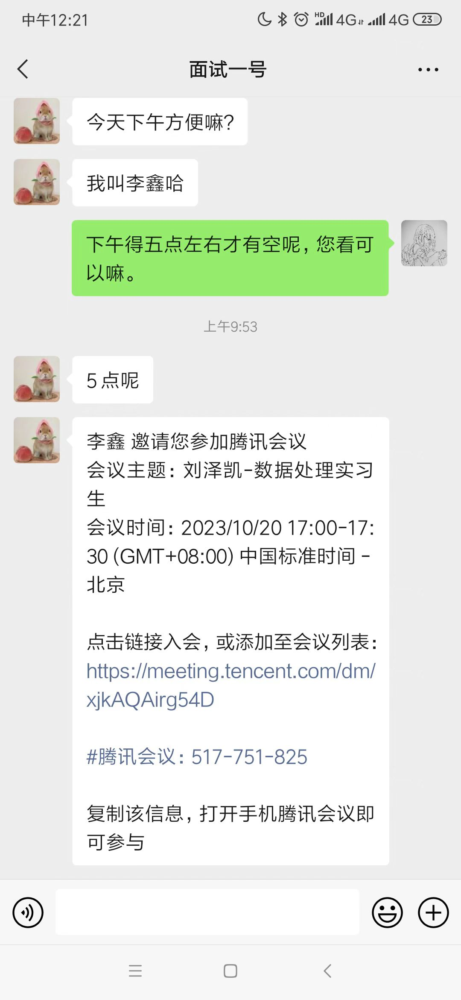 中午12:21
HD 4G 4G 23
面试一号
今天下午方便嘛?
我叫李鑫哈
下午得五点左右才有空呢，您看可
以嘛。
上午9:53
5点呢
李鑫 邀请您参加腾讯会议
会议主题：刘泽凯-数据处理实习
生
会议时间：2023/10/20 17:00-17:
30 (GMT+08:00) 中国标准时间 -
北京
点击链接入会，或添加至会议列表：
https://meeting.tencent.com/dm/
xjkAQAirg54D
#腾讯会议：517-751-825
复制该信息，打开手机腾讯会议即
可参与